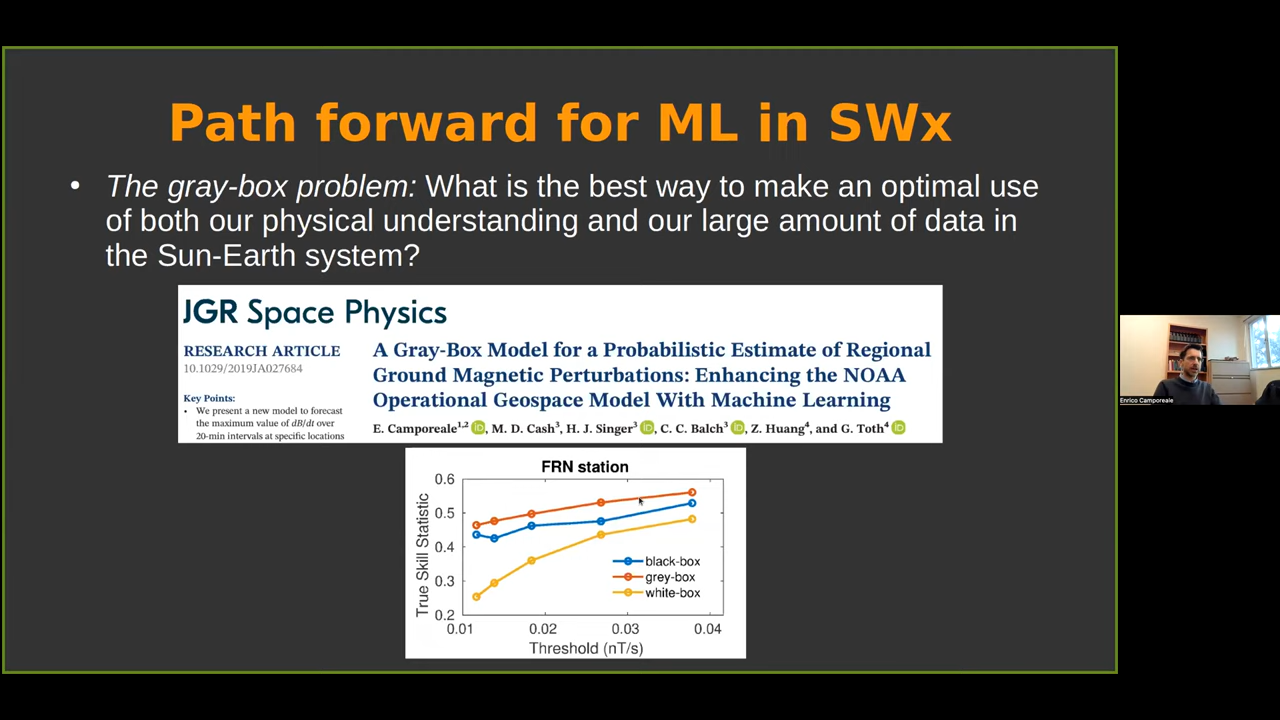 Path forward for ML in SWx
• The gray-box problem: What is the best way to make an optimal use
of both our physical understanding and our large amount of data in
the Sun-Earth system?
JGR Space Physics
RESEARCH ARTICLE
10.1029/2019JA027684
Key Points:
• We present a new model to forecast
the maximum value of dB/dt over
20-min intervals at specific locations
A Gray-Box Model for a Probabilistic Estimate of Regional
Ground Magnetic Perturbations: Enhancing the NOAA
Operational Geospace Model With Machine Learning
E. Camporeale1,2 iD, M. D. Cash3, H. J. Singer3 iD, C. C. Balch3 iD, Z. Huang4, and G. Toth4 iD
FRN station
True Skill Statistic
0.6
0.5
0.4
0.3
0.2
black-box
grey-box
white-box
0.01 0.02 0.03 0.04
Threshold (nT/s)
Enrico Camporeale